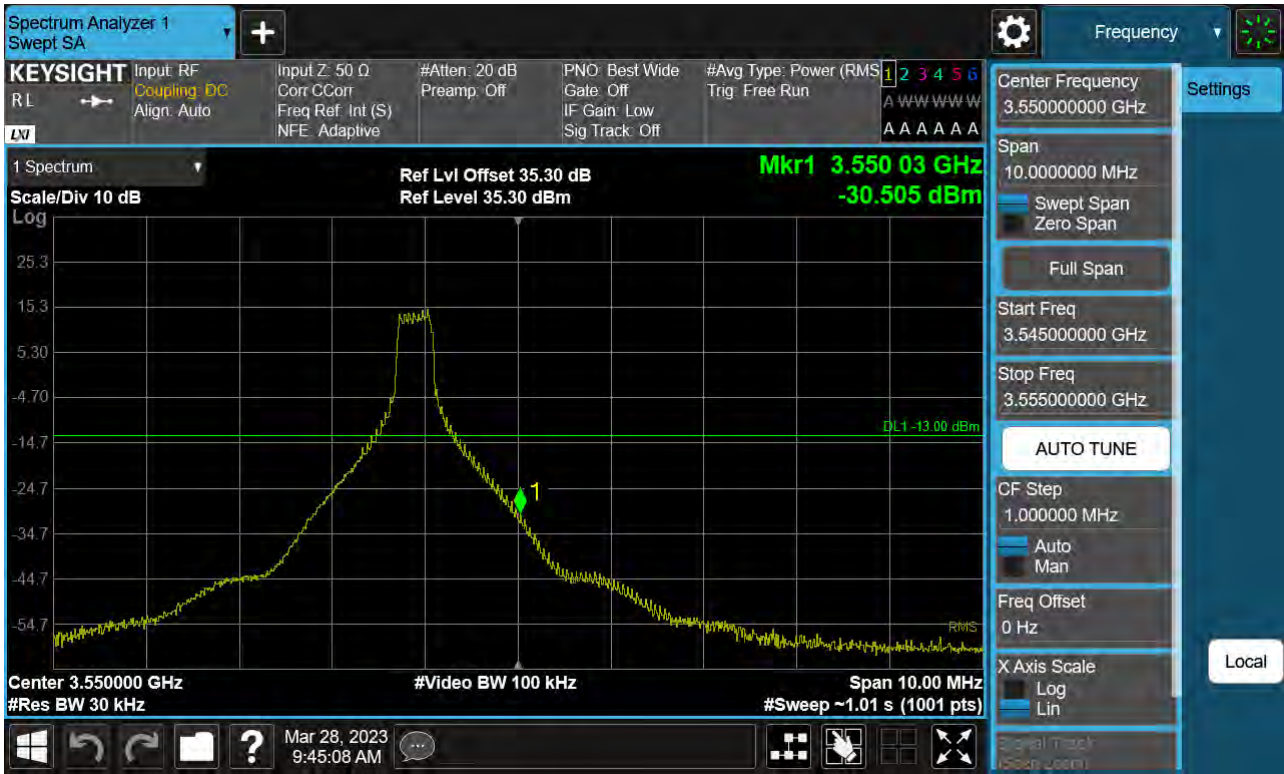 Spectrum Analyzer 1
Swept SA
+
Frequency
KEYSIGHT
RL
LXI
Input: RF
Coupling: DC
Align: Auto
Input Z: 50 Ω
Corr CCorr
Freq Ref: Int (S)
NFE: Adaptive
#Atten: 20 dB
Preamp: Off
PNO: Best Wide
Gate: Off
IF Gain: Low
Sig Track: Off
#Avg Type: Power (RMS
Trig: Free Run
1 2 3 4 5 6
A W W W W W
A A A A A A
1 Spectrum
Scale/Div 10 dB
Log
Ref Lvl Offset 35.30 dB
Ref Level 35.30 dBm
Mkr1 3.550 03 GHz
-30.505 dBm
25.3
15.3
5.30
-4.70
-14.7
-24.7
-34.7
-44.7
-54.7
DL1 -13.00 dBm
1
RMS
Center 3.550000 GHz
#Res BW 30 kHz
#Video BW 100 kHz
Span 10.00 MHz
#Sweep ~1.01 s (1001 pts)
Center Frequency
3.550000000 GHz
Span
10.0000000 MHz
Swept Span
Zero Span
Full Span
Start Freq
3.545000000 GHz
Stop Freq
3.555000000 GHz
AUTO TUNE
CF Step
1.000000 MHz
Auto
Man
Freq Offset
0 Hz
X Axis Scale
Log
Lin
Signal Track
(Span Zoom)
Settings
Local
?
Mar 28, 2023
9:45:08 AM